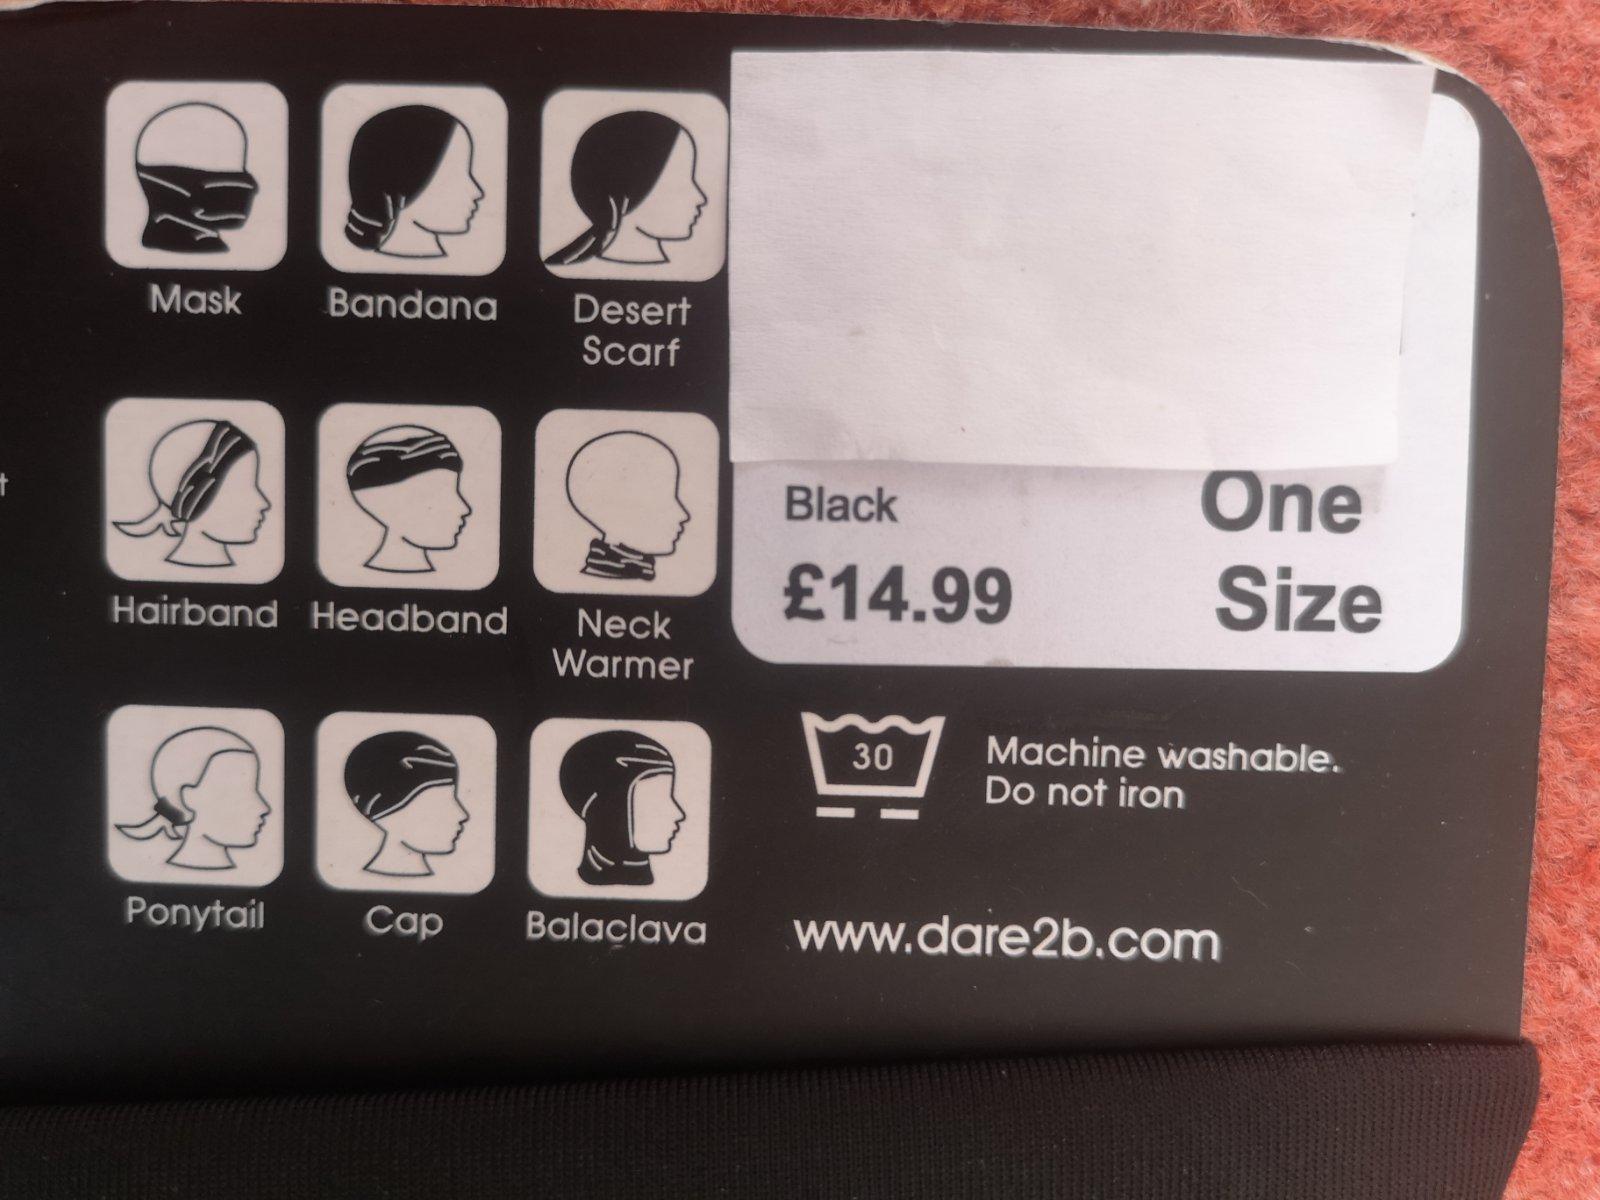 Mask
Bandana
Desert
Scarf
Hairband
Headband
Neck
Warmer
Ponytail
Cap
Balaclava
Black
£14.99
One
Size
30
Machine washable.
Do not iron
www.dare2b.com